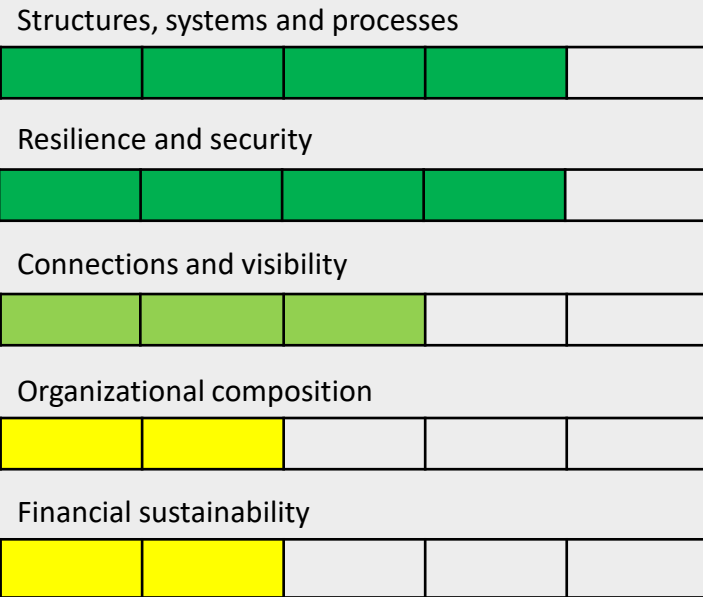 Structures, systems and processes
Resilience and security
Connections and visibility
Organizational composition
Financial sustainability